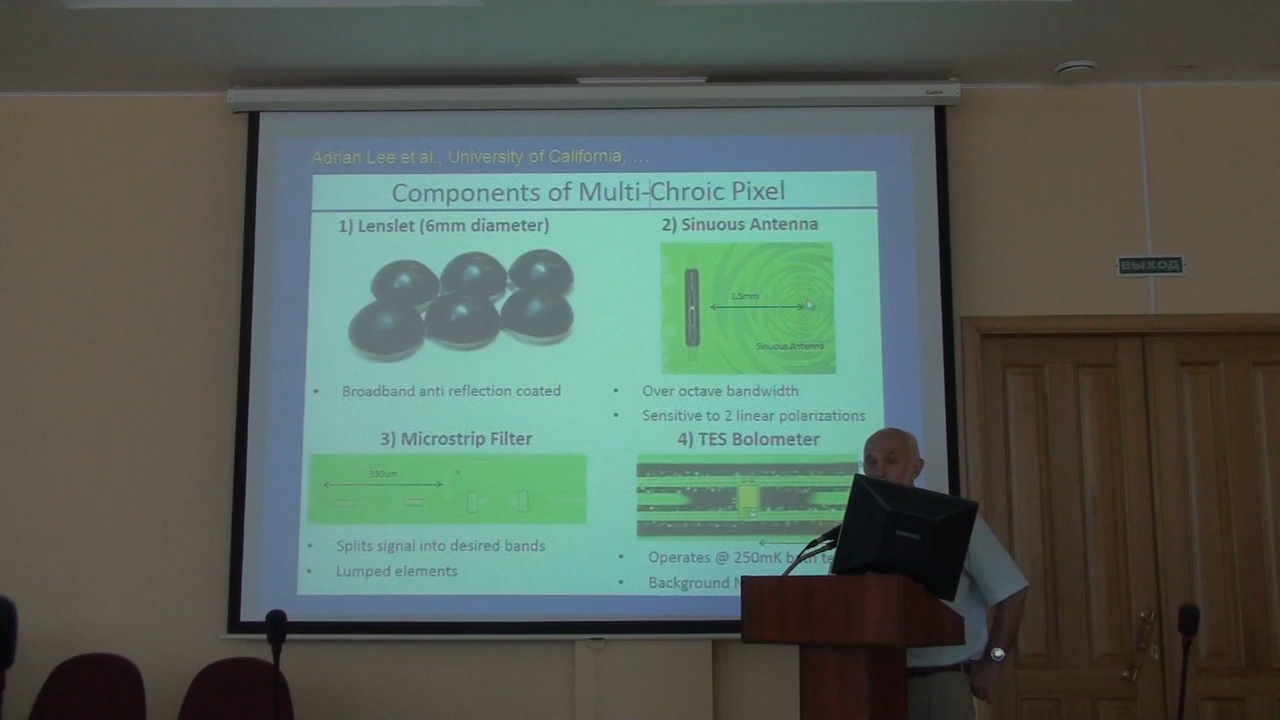 Adrian Lee et al., University of California, ...
Components of Multi-Chroic Pixel
1) Lenslet (6mm diameter)
2) Sinuous Antenna
1.5mm
Sinuous Antenna
• Broadband anti reflection coated
• Over octave bandwidth
• Sensitive to 2 linear polarizations
3) Microstrip Filter
4) TES Bolometer
350um
• Splits signal into desired bands
• Lumped elements
• Operates @ 250mK
• Background
ВЫХОД